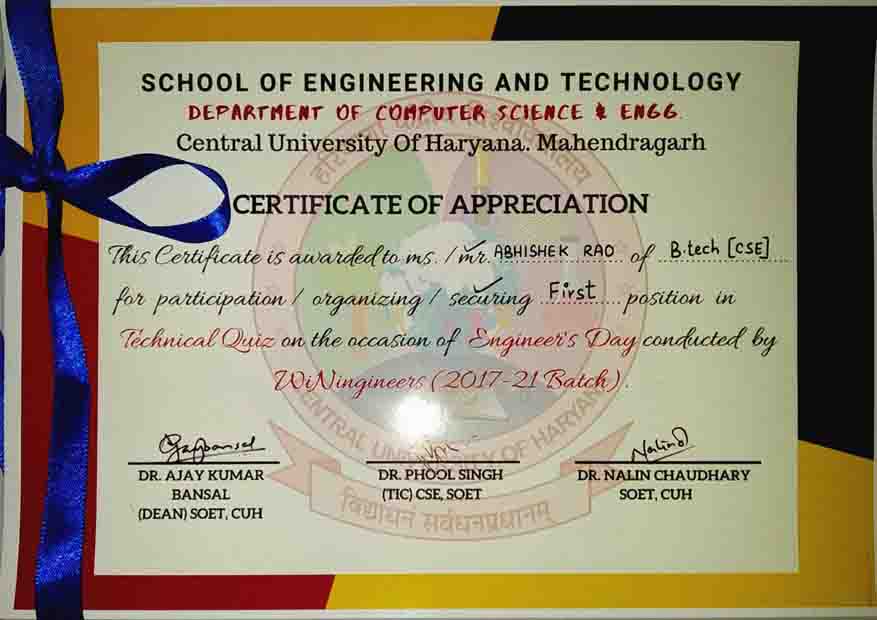 SCHOOL OF ENGINEERING AND TECHNOLOGY
DEPARTMENT OF COMPUTER SCIENCE & ENGG.
Central University Of Haryana. Mahendragarh
CERTIFICATE OF APPRECIATION
This Certificate is awarded to ms. / mr. ABHISHEK RAO of B.tech [CSE]
for participation / organizing / securing First position in
Technical Quiz on the occasion of Engineer's Day conducted by
WiNingineers (2017-21 Batch).
Nalind
DR. AJAY KUMAR BANSAL
(DEAN) SOET, CUH
DR. PHOOL SINGH
(TIC) CSE, SOET
DR. NALIN CHAUDHARY
SOET, CUH
CENTRAL UNIVERSITY OF HARYANA
विद्याधनं सर्वधनप्रधानम्